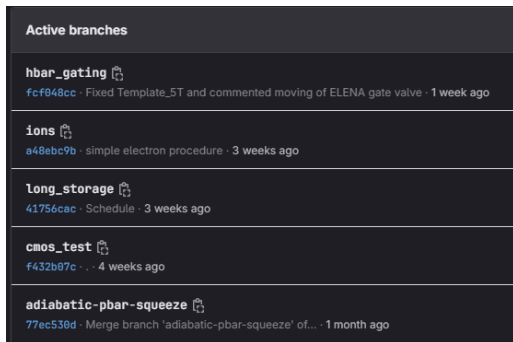 Active branches
hbar_gating
fcf048cc · Fixed Template_5T and commented moving of ELENA gate valve · 1 week ago
ions
a48ebc9b · simple electron procedure · 3 weeks ago
long_storage
41756cac · Schedule · 3 weeks ago
cmos_test
f432b07c · . · 4 weeks ago
adiabatic-pbar-squeeze
77ec530d · Merge branch 'adiabatic-pbar-squeeze' of... · 1 month ago